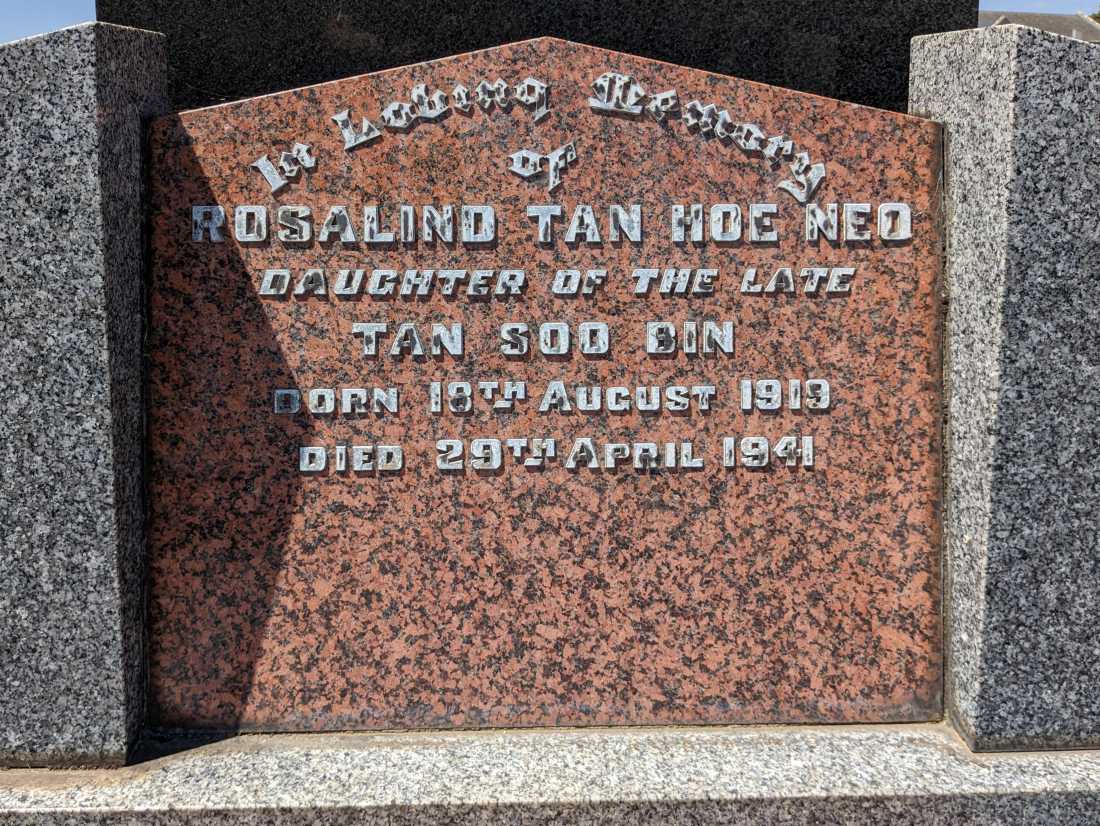 In Loving Memory
of
ROSALIND TAN HOE NEO
DAUGHTER OF THE LATE
TAN SOO BIN
BORN 18TH AUGUST 1919
DIED 29TH APRIL 1941